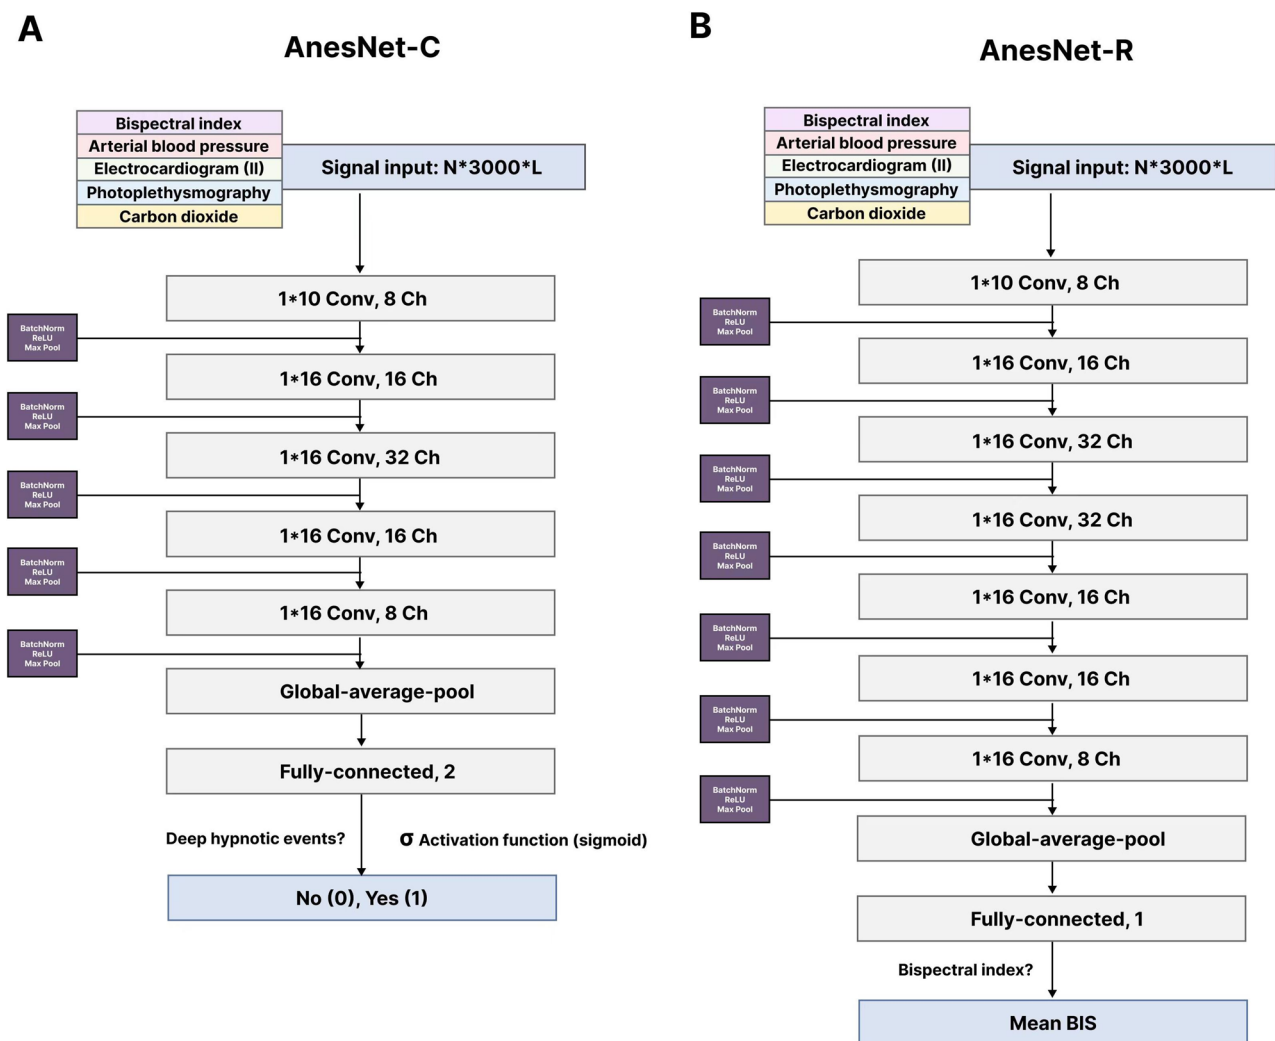 A
AnesNet-C
Bispectral index
Arterial blood pressure
Electrocardiogram (II)
Photoplethysmography
Carbon dioxide
Signal input: N*3000*L
1*10 Conv, 8 Ch
BatchNorm
ReLU
Max Pool
1*16 Conv, 16 Ch
BatchNorm
ReLU
Max Pool
1*16 Conv, 32 Ch
BatchNorm
ReLU
Max Pool
1*16 Conv, 16 Ch
BatchNorm
ReLU
Max Pool
1*16 Conv, 8 Ch
BatchNorm
ReLU
Max Pool
Global-average-pool
Fully-connected, 2
Deep hypnotic events?
σ Activation function (sigmoid)
No (0), Yes (1)
B
AnesNet-R
Bispectral index
Arterial blood pressure
Electrocardiogram (II)
Photoplethysmography
Carbon dioxide
Signal input: N*3000*L
1*10 Conv, 8 Ch
BatchNorm
ReLU
Max Pool
1*16 Conv, 16 Ch
BatchNorm
ReLU
Max Pool
1*16 Conv, 32 Ch
BatchNorm
ReLU
Max Pool
1*16 Conv, 32 Ch
BatchNorm
ReLU
Max Pool
1*16 Conv, 16 Ch
BatchNorm
ReLU
Max Pool
1*16 Conv, 16 Ch
BatchNorm
ReLU
Max Pool
1*16 Conv, 8 Ch
BatchNorm
ReLU
Max Pool
Global-average-pool
Fully-connected, 1
Bispectral index?
Mean BIS